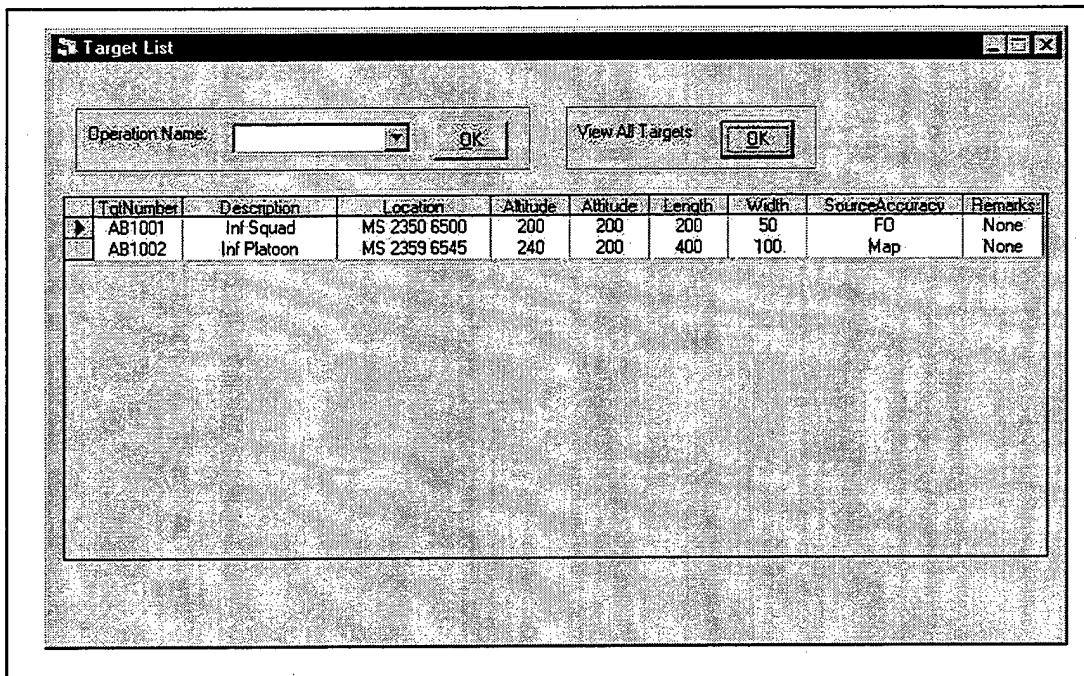 Target List
Operation Name: OK View All Targets OK
TgtNumber Description Location Altitude Attitude Length Width SourceAccuracy Remarks
AB1001 Inf Squad MS 2350 6500 200 200 200 50 FO None
AB1002 Inf Platoon MS 2359 6545 240 200 400 100 Map None